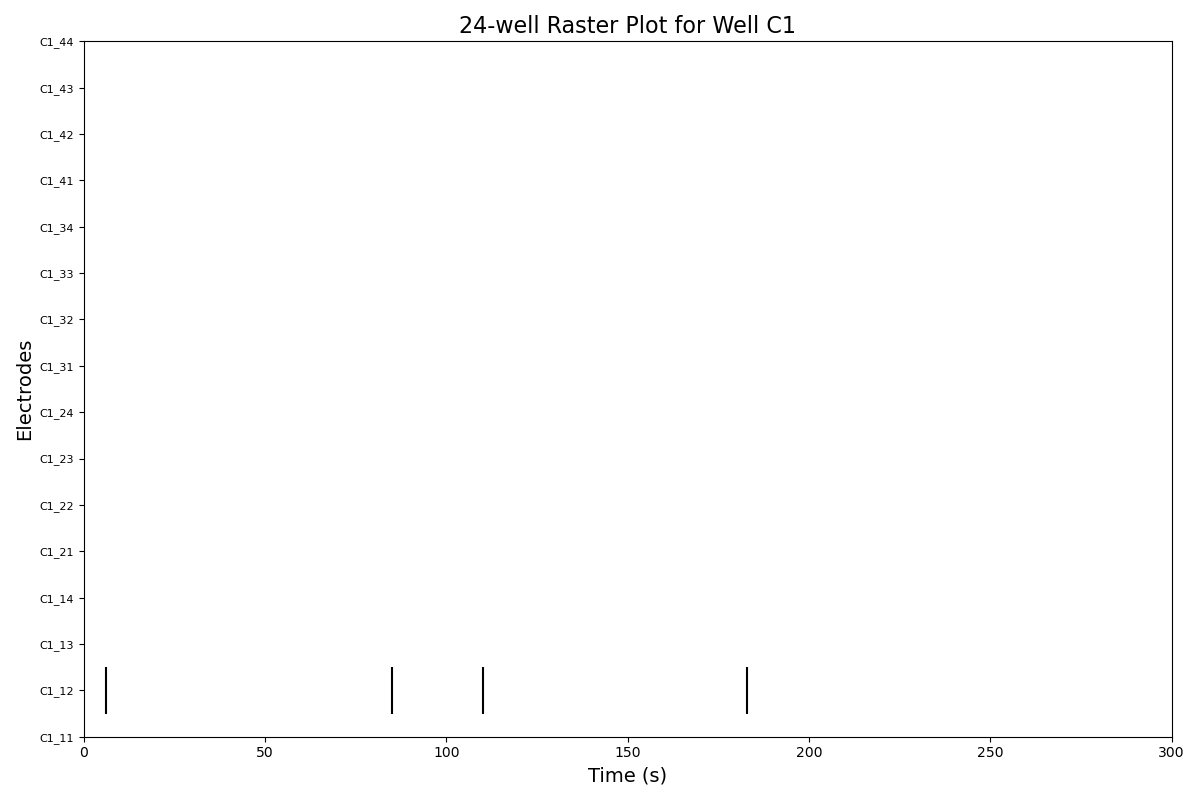 24-well Raster Plot for Well C1
C1_44
C1_43
C1_42
C1_41
C1_34
C1_33
C1_32
C1_31
C1_24
C1_23
C1_22
C1_21
C1_14
C1_13
C1_12
C1_11
Electrodes
0 50 100 150 200 250 300
Time (s)